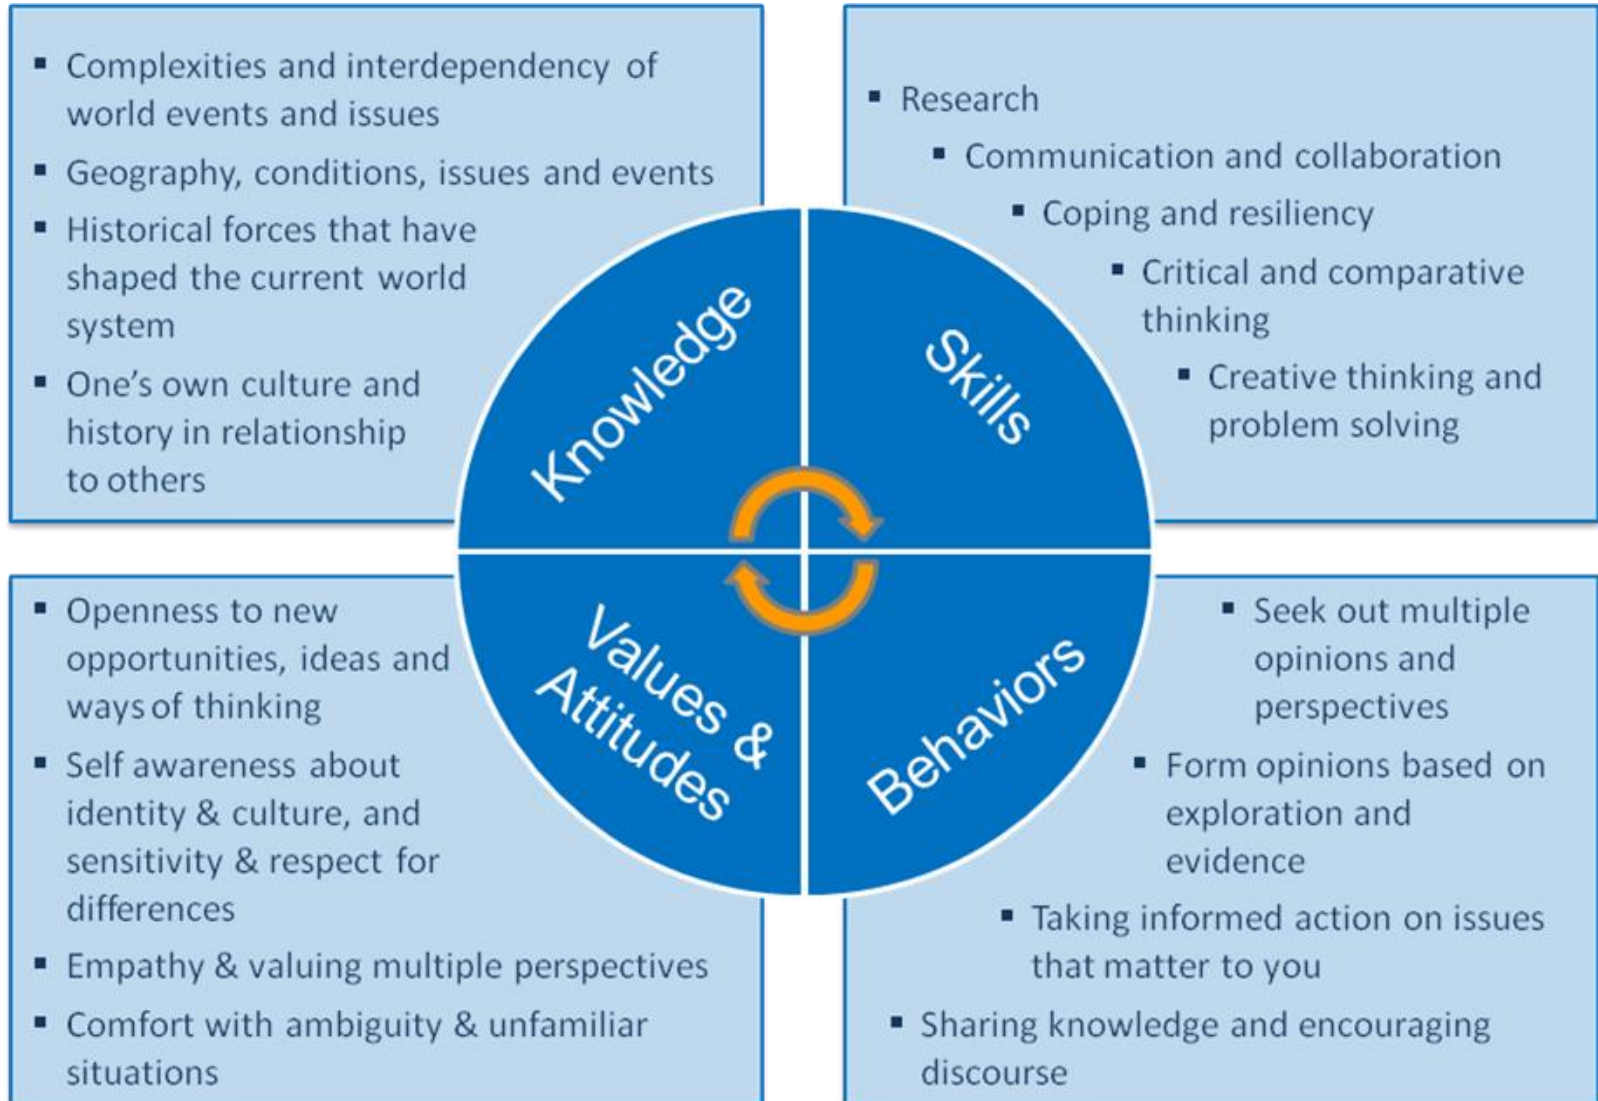 ▪ Complexities and interdependency of
world events and issues
▪ Geography, conditions, issues and events
▪ Historical forces that have
shaped the current world
system
▪ One's own culture and
history in relationship
to others
▪ Research
▪ Communication and collaboration
▪ Coping and resiliency
▪ Critical and comparative
thinking
▪ Creative thinking and
problem solving
Knowledge
Skills
Values &
Attitudes
Behaviors
▪ Openness to new
opportunities, ideas and
ways of thinking
▪ Self awareness about
identity & culture, and
sensitivity & respect for
differences
▪ Empathy & valuing multiple perspectives
▪ Comfort with ambiguity & unfamiliar
situations
▪ Seek out multiple
opinions and
perspectives
▪ Form opinions based on
exploration and
evidence
▪ Taking informed action on issues
that matter to you
▪ Sharing knowledge and encouraging
discourse